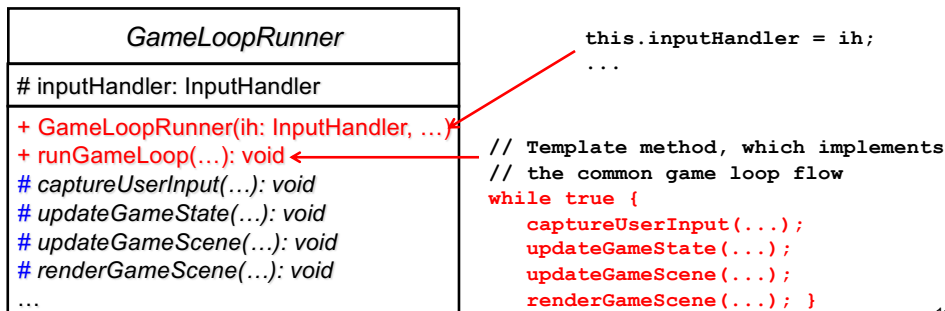 GameLoopRunner
# inputHandler: InputHandler
+ GameLoopRunner(ih: InputHandler, …)
+ runGameLoop(…): void
# captureUserInput(…): void
# updateGameState(…): void
# updateGameScene(…): void
# renderGameScene(…): void
…
this.inputHandler = ih;
...
// Template method, which implements
// the common game loop flow
while true {
captureUserInput(...);
updateGameState(...);
updateGameScene(...);
renderGameScene(...); }